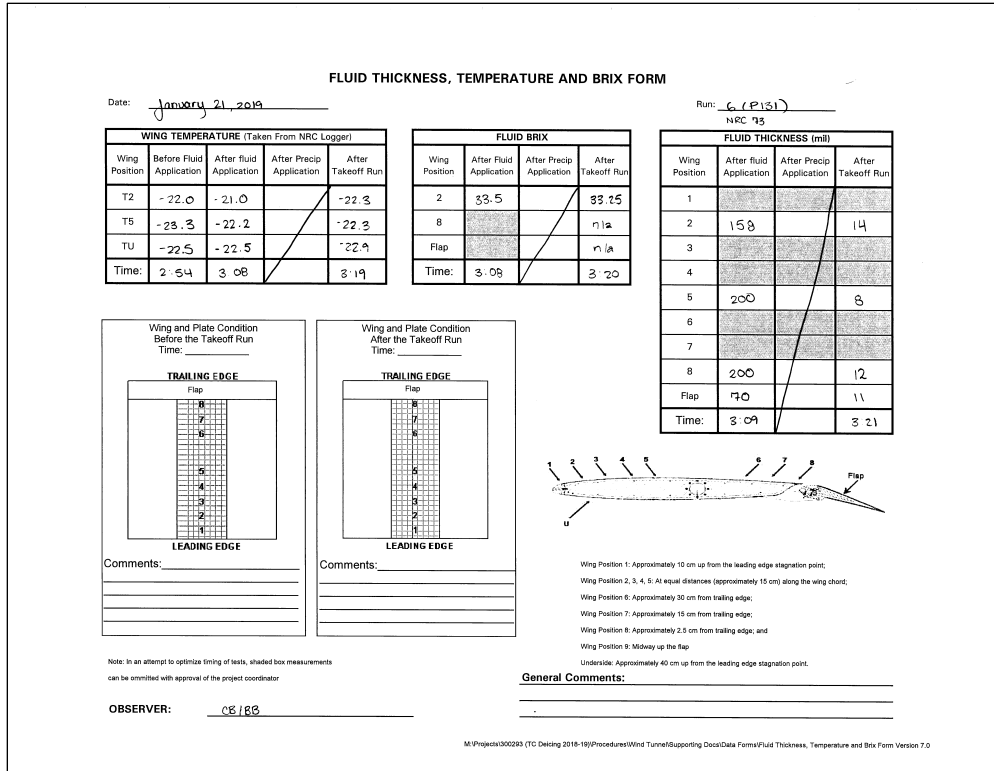 FLUID THICKNESS, TEMPERATURE AND BRIX FORM
Date: January 21, 2019
Run: 6 (P131)
NRC 73
WING TEMPERATURE (Taken From NRC Logger)
Wing Position Before Fluid Application After fluid Application After Precip Application After Takeoff Run
T2 -22.0 -21.0 -22.3
T5 -23.3 -22.2 -22.3
TU -22.5 -22.5 -22.9
Time: 2:54 3:08 3:19
FLUID BRIX
Wing Position After Fluid Application After Precip Application After Takeoff Run
2 33.5 33.25
8 n/a
Flap n/a
Time: 3:08 3:20
FLUID THICKNESS (mil)
Wing Position After fluid Application After Precip Application After Takeoff Run
1
2 158 14
3
4
5 200 8
6
7
8 200 12
Flap 70 11
Time: 3:09 3 21
Wing and Plate Condition
Before the Takeoff Run
Time:
TRAILING EDGE
Flap
8
7
6
5
4
3
2
1
LEADING EDGE
Comments:
Wing and Plate Condition
After the Takeoff Run
Time:
TRAILING EDGE
Flap
8
7
6
5
4
3
2
1
LEADING EDGE
Comments:
1 2 3 4 5 6 7 8 Flap
U
Wing Position 1: Approximately 10 cm up from the leading edge stagnation point;
Wing Position 2, 3, 4, 5: At equal distances (approximately 15 cm) along the wing chord;
Wing Position 6: Approximately 30 cm from trailing edge;
Wing Position 7: Approximately 15 cm from trailing edge;
Wing Position 8: Approximately 2.5 cm from trailing edge; and
Wing Position 9: Midway up the flap
Underside: Approximately 40 cm up from the leading edge stagnation point.
Note: In an attempt to optimize timing of tests, shaded box measurements
can be ommitted with approval of the project coordinator
General Comments:
OBSERVER: CB/BB
M:\Projects\300293 (TC Deicing 2018-19)\Procedures\Wind Tunnel\Supporting Docs\Data Forms\Fluid Thickness, Temperature and Brix Form Version 7.0